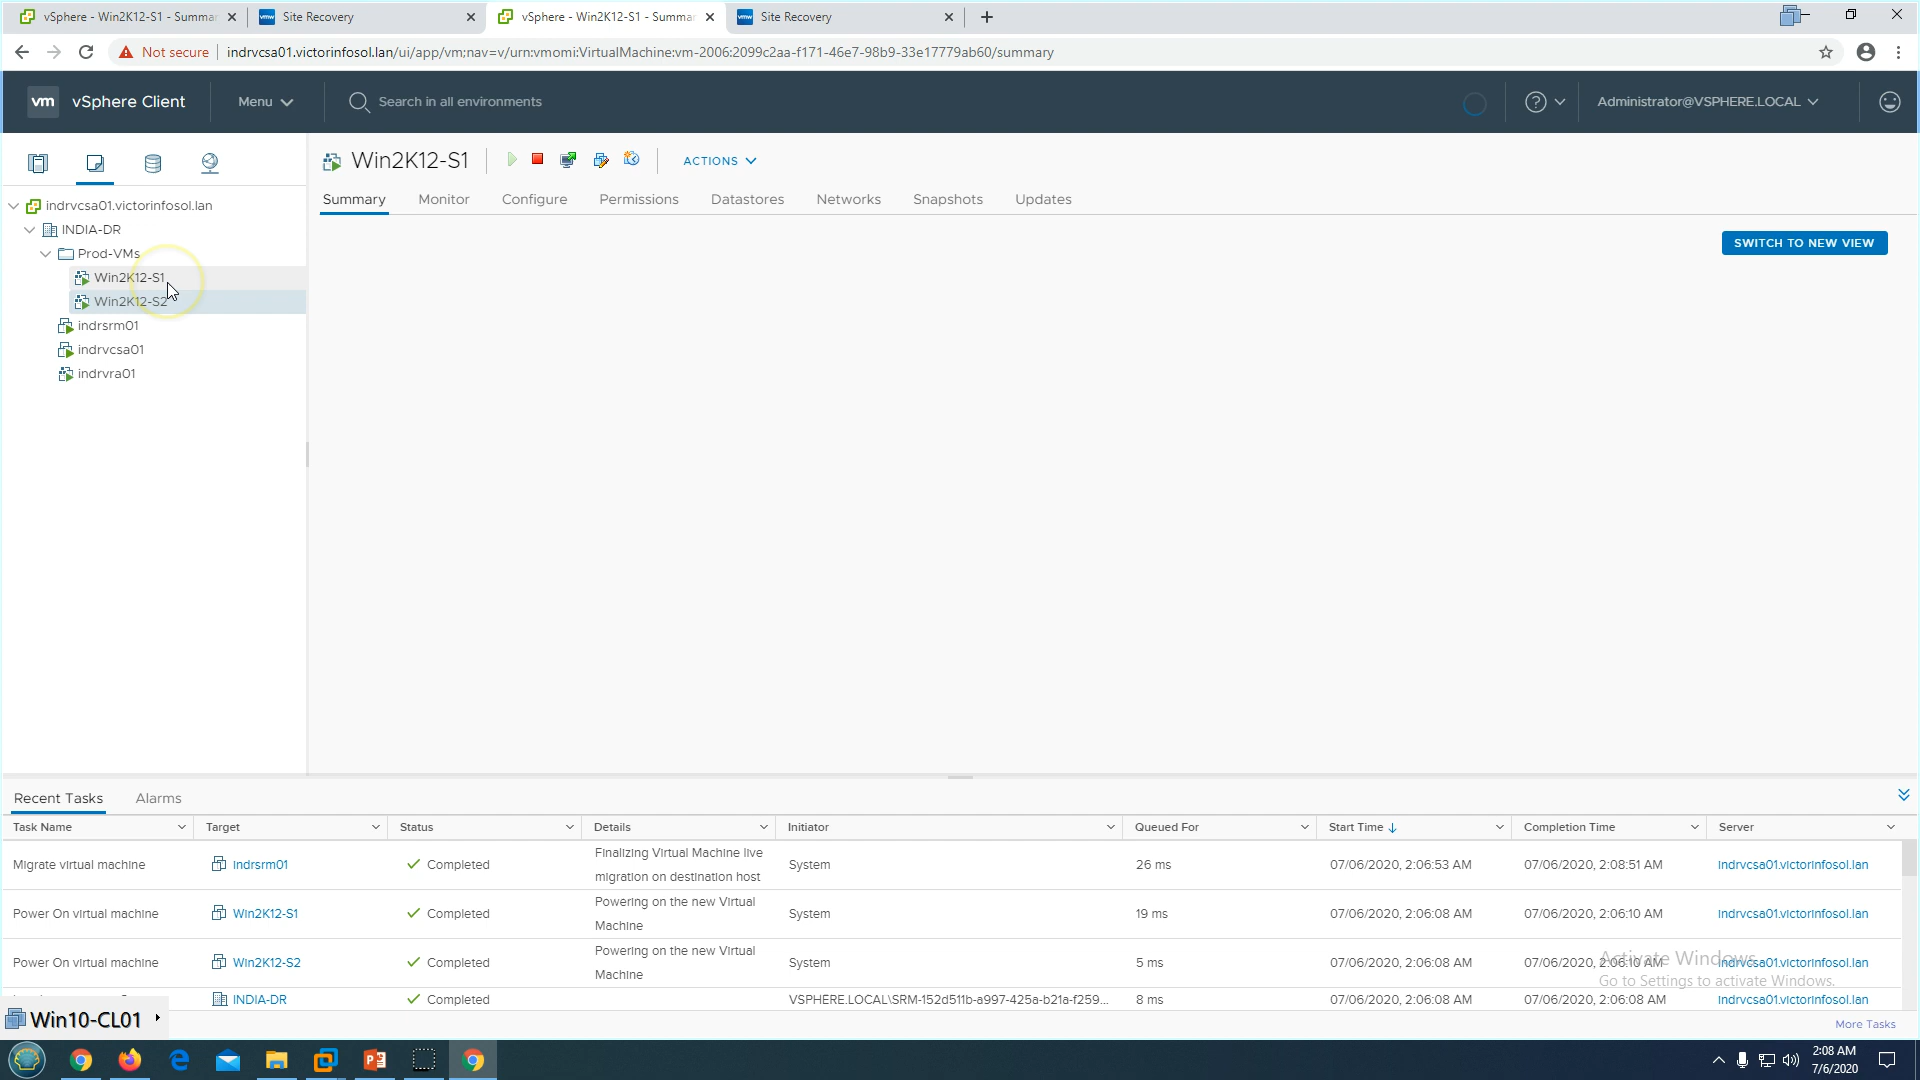 vSphere - Win2K12-S1 - Summar
Site Recovery
vSphere - Win2K12-S1 - Summar
Site Recovery
Not secure
indrvcsa01.victorinfosol.lan/ui/app/vm;nav=v/urn:vmomi:VirtualMachine:vm-2006:2099c2aa-f171-46e7-98b9-33e17779ab60/summary
vm vSphere Client
Menu
Search in all environments
Administrator@VSPHERE.LOCAL
indrvcsa01.victorinfosol.lan
INDIA-DR
Prod-VMs
Win2K12-S1
Win2K12-S2
indrsrm01
indrvcsa01
indrvra01
Win2K12-S1
ACTIONS
Summary Monitor Configure Permissions Datastores Networks Snapshots Updates
SWITCH TO NEW VIEW
Recent Tasks Alarms
Task Name Target Status Details Initiator Queued For Start Time Completion Time Server
Migrate virtual machine indrsrm01 Completed Finalizing Virtual Machine live migration on destination host System 26 ms 07/06/2020, 2:06:53 AM 07/06/2020, 2:08:51 AM indrvcsa01.victorinfosol.lan
Power On virtual machine Win2K12-S1 Completed Powering on the new Virtual Machine System 19 ms 07/06/2020, 2:06:08 AM 07/06/2020, 2:06:10 AM indrvcsa01.victorinfosol.lan
Power On virtual machine Win2K12-S2 Completed Powering on the new Virtual Machine System 5 ms 07/06/2020, 2:06:08 AM 07/06/2020, 2:06:10 AM indrvcsa01.victorinfosol.lan
INDIA-DR Completed VSPHERE.LOCAL\SRM-152d511b-a997-425a-b21a-f259... 8 ms 07/06/2020, 2:06:08 AM 07/06/2020, 2:06:08 AM indrvcsa01.victorinfosol.lan
Activate Windows
Go to Settings to activate Windows.
More Tasks
Win10-CL01
2:08 AM
7/6/2020